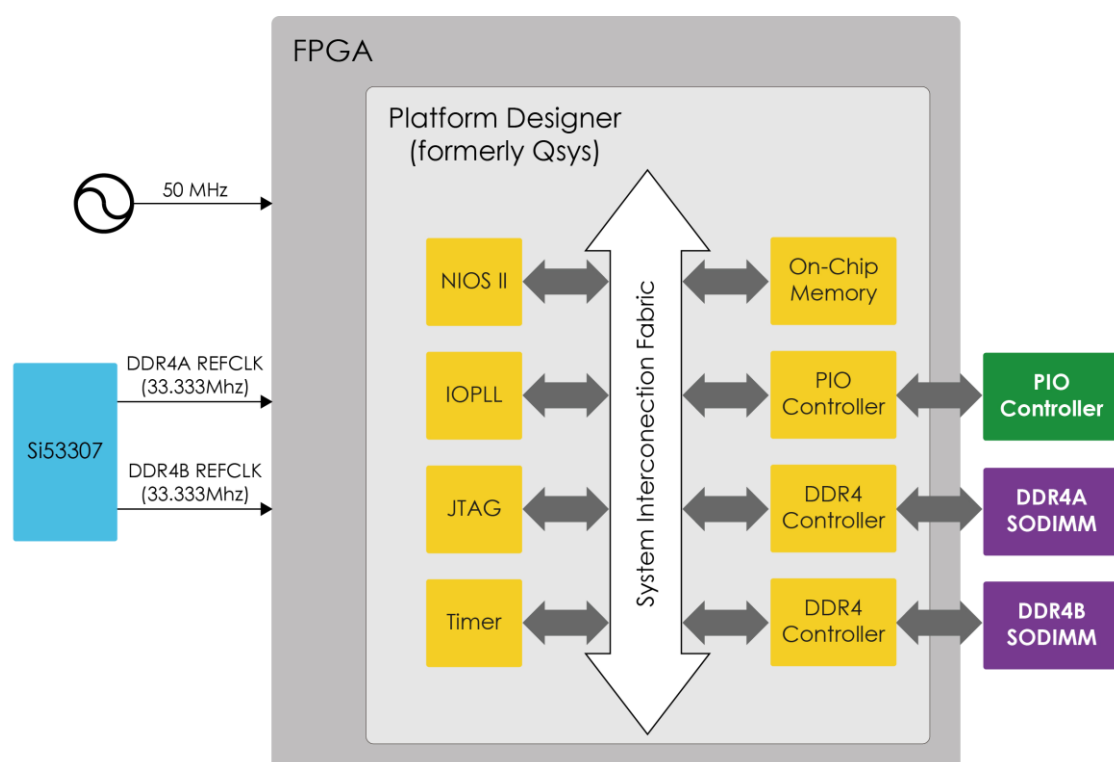 FPGA
Platform Designer
(formerly Qsys)
50 MHz
DDR4A REFCLK
(33.333Mhz)
Si53307
DDR4B REFCLK
(33.333Mhz)
NIOS II
IOPLL
JTAG
Timer
System Interconection Fabric
On-Chip
Memory
PIO
Controller
DDR4
Controller
DDR4
Controller
PIO
Controller
DDR4A
SODIMM
DDR4B
SODIMM